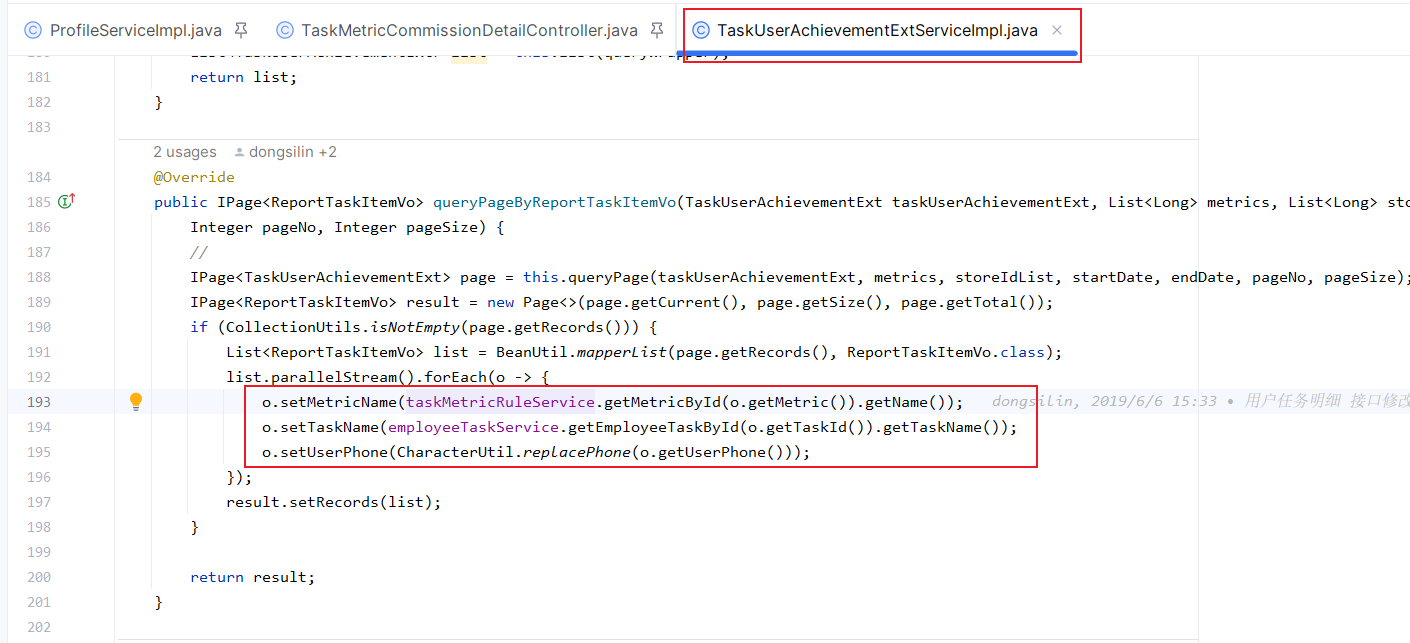 ProfileServiceImpl.java TaskMetricCommissionDetailController.java TaskUserAchievementExtServiceImpl.java
181 return list;
182 }
183
2 usages dongsilin +2
184 @Override
185 public IPage<ReportTaskItemVo> queryPageByReportTaskItemVo(TaskUserAchievementExt taskUserAchievementExt, List<Long> metrics, List<Long> sto
186 Integer pageNo, Integer pageSize) {
187 //
188 IPage<TaskUserAchievementExt> page = this.queryPage(taskUserAchievementExt, metrics, storeIdList, startDate, endDate, pageNo, pageSize);
189 IPage<ReportTaskItemVo> result = new Page<>(page.getCurrent(), page.getSize(), page.getTotal());
190 if (CollectionUtils.isNotEmpty(page.getRecords())) {
191 List<ReportTaskItemVo> list = BeanUtil.mapperList(page.getRecords(), ReportTaskItemVo.class);
192 list.parallelStream().forEach(o -> {
193 o.setMetricName(taskMetricRuleService.getMetricById(o.getMetric()).getName()); dongsilin, 2019/6/6 15:33 • 用户任务明细 接口修改
194 o.setTaskName(employeeTaskService.getEmployeeTaskById(o.getTaskId()).getTaskName());
195 o.setUserPhone(CharacterUtil.replacePhone(o.getUserPhone()));
196 });
197 result.setRecords(list);
198 }
199
200 return result;
201 }
202